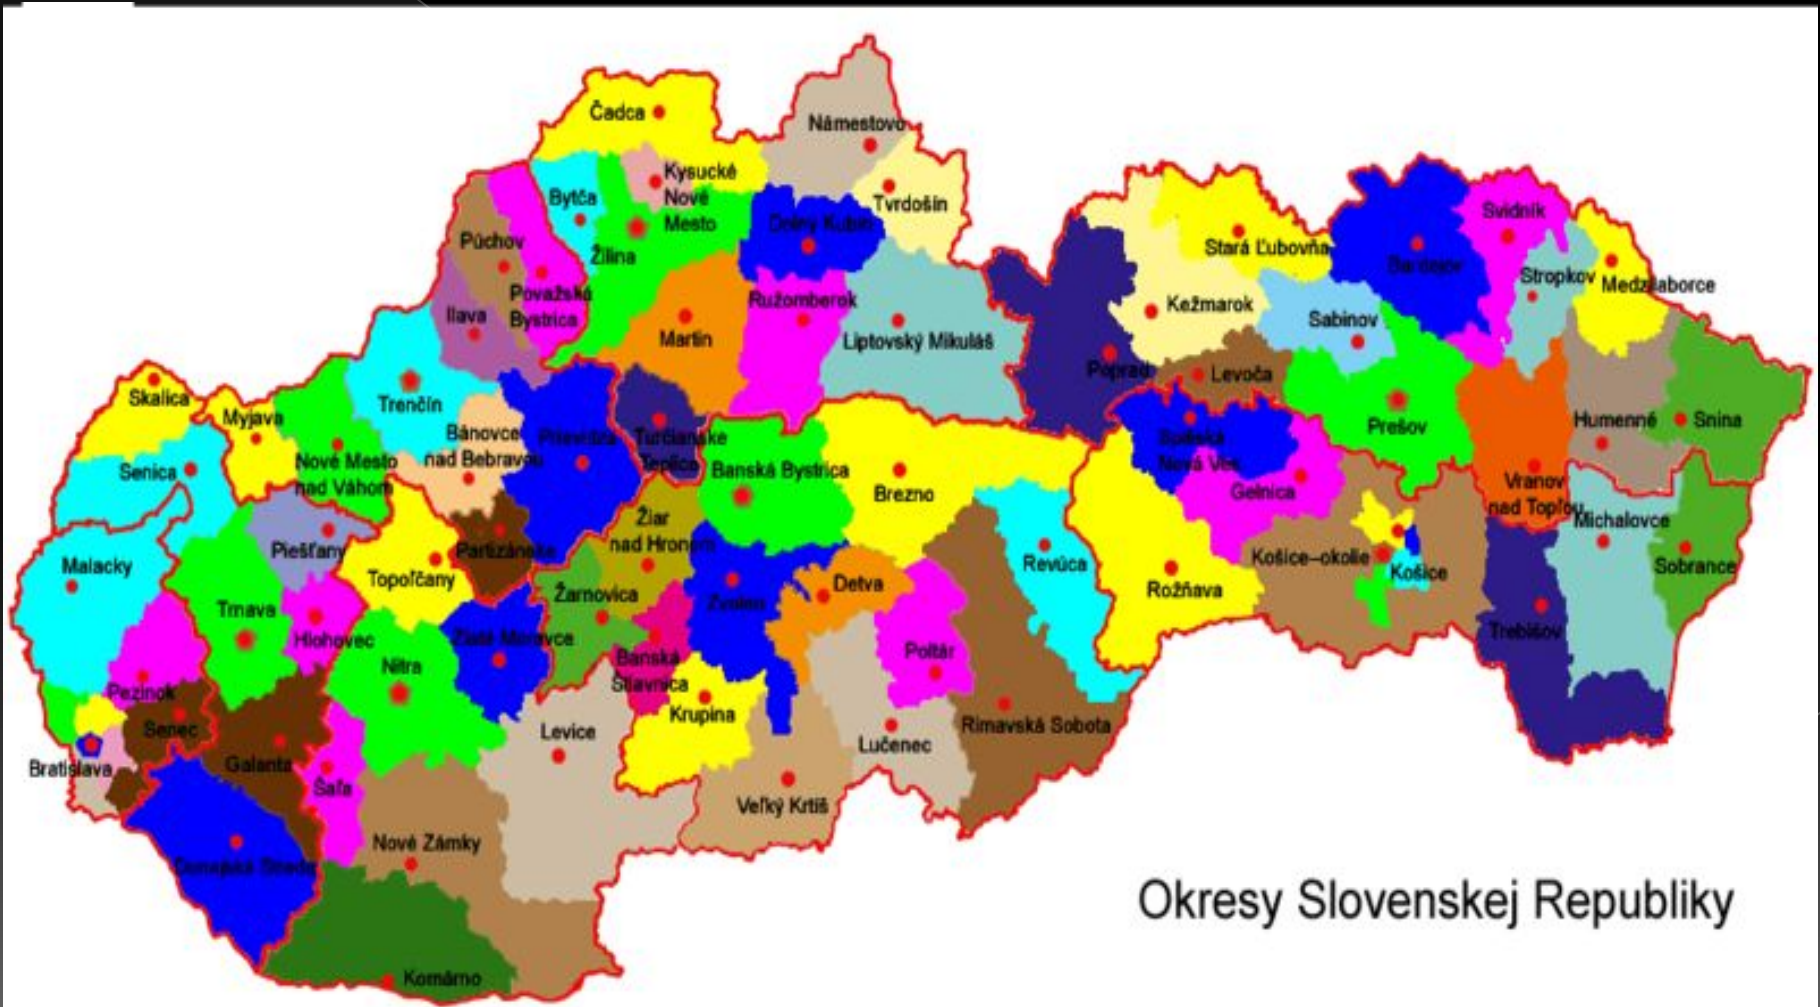 Čadca
Námestovo
Kysucké
Nové
Mesto
Bytča
Tvrdošín
Dolný Kubín
Svidník
Púchov
Žilina
Stará Ľubovňa
Bardejov
Stropkov
Medzilaborce
Považská
Bystrica
Ilava
Ružomberok
Kežmarok
Sabinov
Martin
Liptovský Mikuláš
Poprad
Levoča
Skalica
Myjava
Trenčín
Bánovce
nad Bebravou
Prievidza
Turčianske
Teplice
Spišská
Nová Ves
Prešov
Humenné
Snina
Senica
Nové Mesto
nad Váhom
Banská Bystrica
Brezno
Gelnica
Vranov
nad Topľou
Žiar
nad Hronom
Michalovce
Piešťany
Partizánske
Malacky
Topoľčany
Revúca
Košice–okolie
Košice
Sobrance
Žarnovica
Zvolen
Detva
Rožňava
Trnava
Hlohovec
Zlaté Moravce
Trebišov
Nitra
Banská
Štiavnica
Poltár
Pezinok
Krupina
Senec
Levice
Lučenec
Rimavská Sobota
Bratislava
Galanta
Šaľa
Veľký Krtíš
Nové Zámky
Dunajská Streda
Komárno
Okresy Slovenskej Republiky